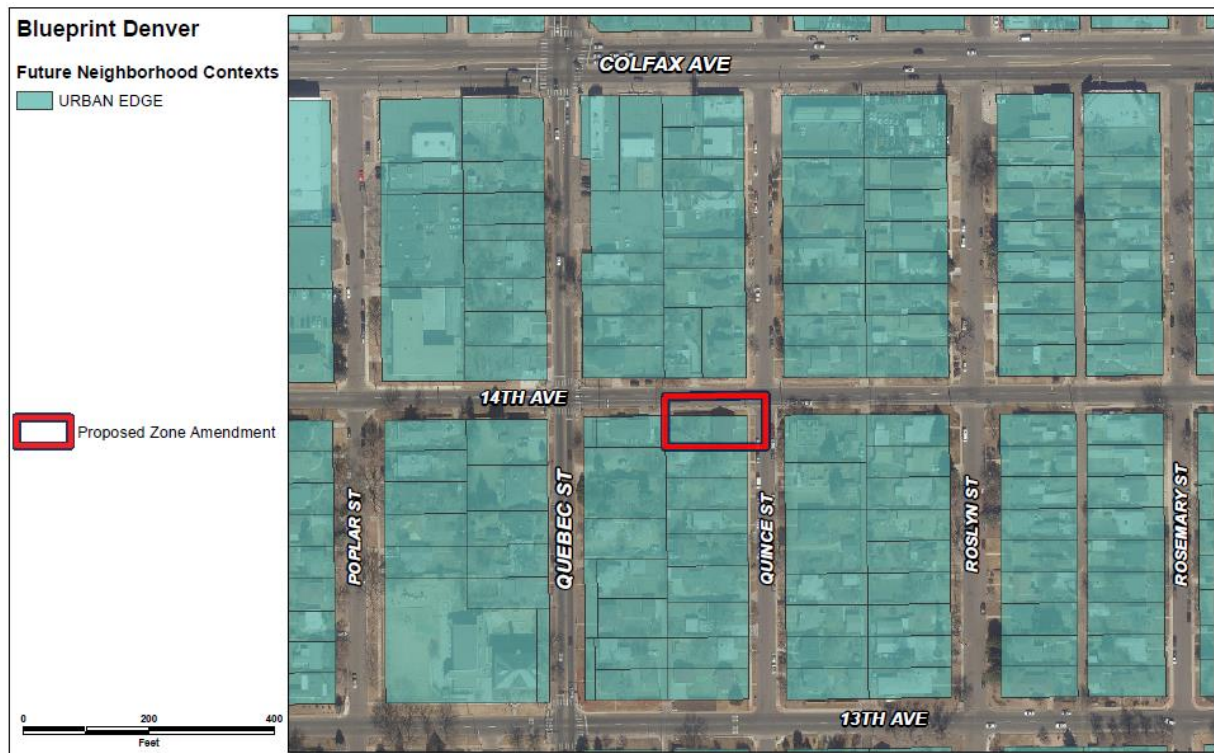 Blueprint Denver
Future Neighborhood Contexts
URBAN EDGE
Proposed Zone Amendment
0 200 400
Feet
COLFAX AVE
14TH AVE
POPLAR ST
QUEBEC ST
QUINCE ST
ROSLYN ST
ROSEMARY ST
13TH AVE